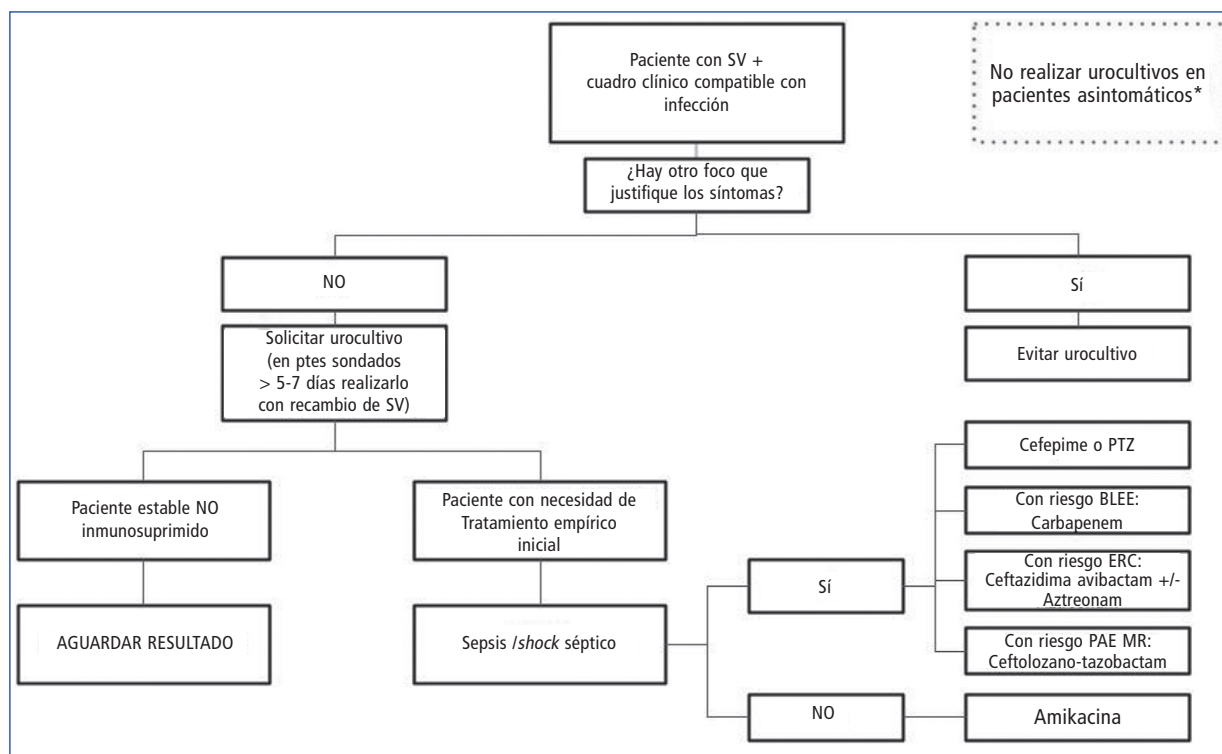 Paciente con SV +
cuadro clínico compatible con
infección
No realizar urocultivos en
pacientes asintomáticos*
¿Hay otro foco que
justifique los síntomas?
NO
Sí
Solicitar urocultivo
(en ptes sondados
> 5-7 días realizarlo
con recambio de SV)
Evitar urocultivo
Paciente estable NO
inmunosuprimido
Paciente con necesidad de
Tratamiento empírico
inicial
AGUARDAR RESULTADO
Sepsis /shock séptico
Sí
Cefepime o PTZ
Con riesgo BLEE:
Carbapenem
Con riesgo ERC:
Ceftazidima avibactam +/-
Aztreonam
Con riesgo PAE MR:
Ceftolozano-tazobactam
NO
Amikacina